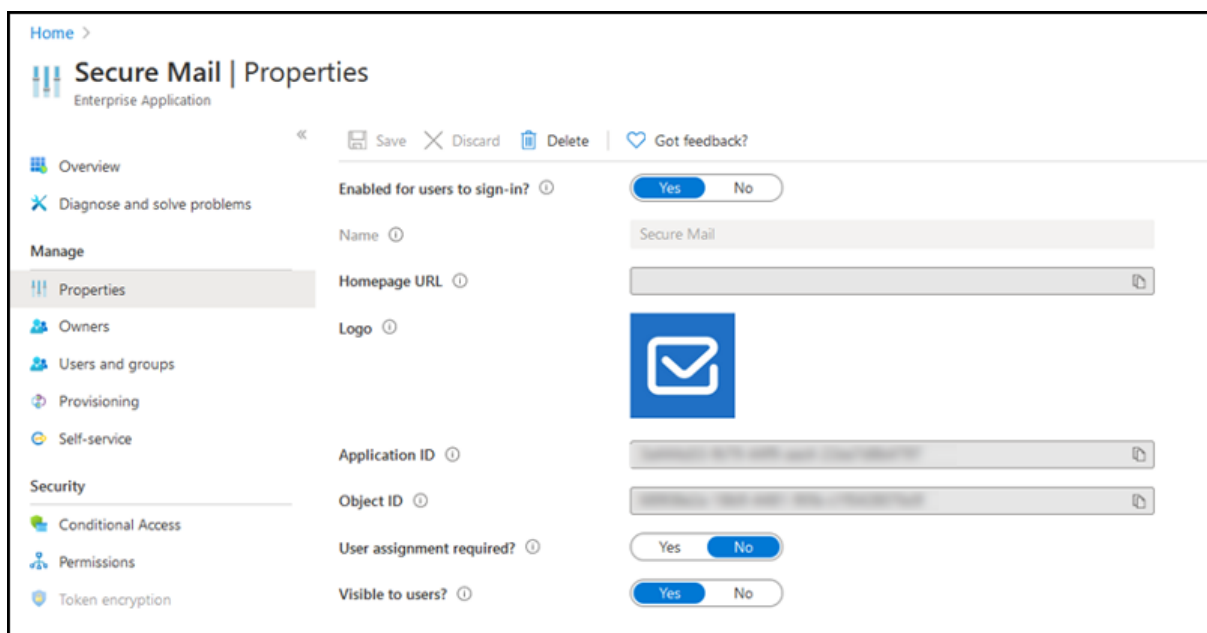 Home >
Secure Mail | Properties
Enterprise Application
«
Save Discard Delete Got feedback?
Overview
Diagnose and solve problems
Manage
Properties
Owners
Users and groups
Provisioning
Self-service
Security
Conditional Access
Permissions
Token encryption
Enabled for users to sign-in? Yes No
Name Secure Mail
Homepage URL
Logo
Application ID
Object ID
User assignment required? Yes No
Visible to users? Yes No